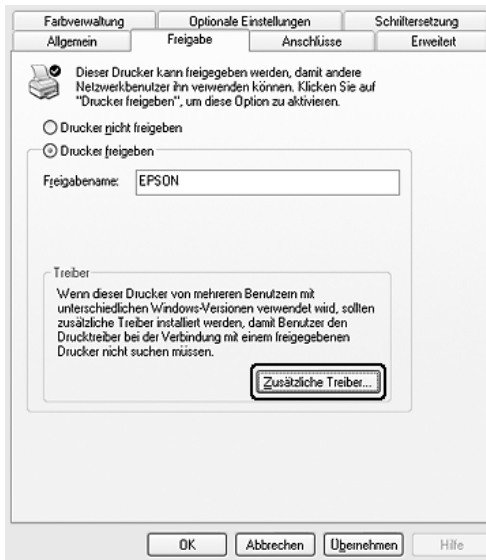 Farbverwaltung Optionale Einstellungen Schriftersetzung
Allgemein Freigabe Anschlüsse Erweitert
Dieser Drucker kann freigegeben werden, damit andere
Netzwerkbenutzer ihn verwenden können. Klicken Sie auf
"Drucker freigeben", um diese Option zu aktivieren.
Drucker nicht freigeben
Drucker freigeben
Freigabename: EPSON
Treiber
Wenn dieser Drucker von mehreren Benutzern mit
unterschiedlichen Windows-Versionen verwendet wird, sollten
zusätzliche Treiber installiert werden, damit Benutzer den
Drucktreiber bei der Verbindung mit einem freigegebenen
Drucker nicht suchen müssen.
Zusätzliche Treiber...
OK Abbrechen Übernehmen Hilfe